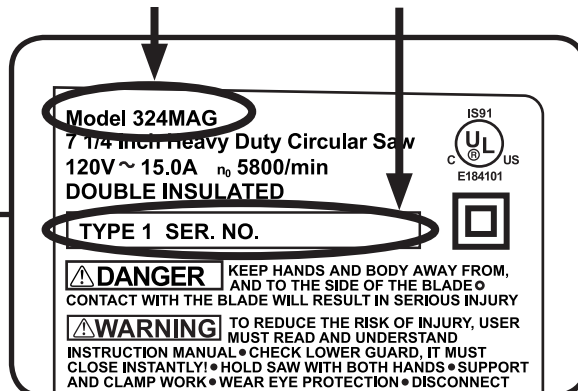 Model 324MAG
7 1/4 Inch Heavy Duty Circular Saw
120V ~ 15.0A n₀ 5800/min
DOUBLE INSULATED
IS91
C UL® US
E184101
TYPE 1 SER. NO.
⚠DANGER KEEP HANDS AND BODY AWAY FROM,
AND TO THE SIDE OF THE BLADE
CONTACT WITH THE BLADE WILL RESULT IN SERIOUS INJURY
⚠WARNING TO REDUCE THE RISK OF INJURY, USER
MUST READ AND UNDERSTAND
INSTRUCTION MANUAL●CHECK LOWER GUARD, IT MUST
CLOSE INSTANTLY!●HOLD SAW WITH BOTH HANDS●SUPPORT
AND CLAMP WORK●WEAR EYE PROTECTION●DISCONNECT